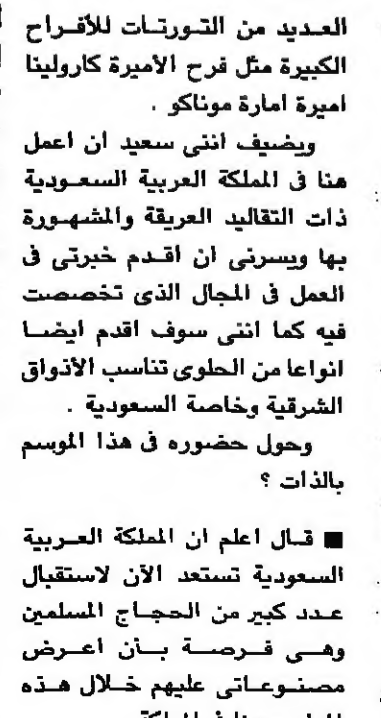 العديد من التورتات للأفراح
الكبيرة مثل فرح الأميرة كارولينا
اميرة امارة موناكو .
ويضيف اننى سعيد ان اعمل
هنا فى المملكة العربية السعودية
ذات التقاليد العريقة والمشهورة
بها ويسرنى ان اقدم خبرتى فى
العمل فى المجال الذى تخصصت
فيه كما اننى سوف اقدم ايضا
انواعا من الحلوى تناسب الأذواق
الشرقية وخاصة السعودية .
وحول حضوره فى هذا الموسم
بالذات ؟
■ قال اعلم ان المملكة العربية
السعودية تستعد الآن لاستقبال
عدد كبير من الحجاج المسلمين
وهى فرصة بأن اعرض
مصنوعاتى عليهم خلال هذه